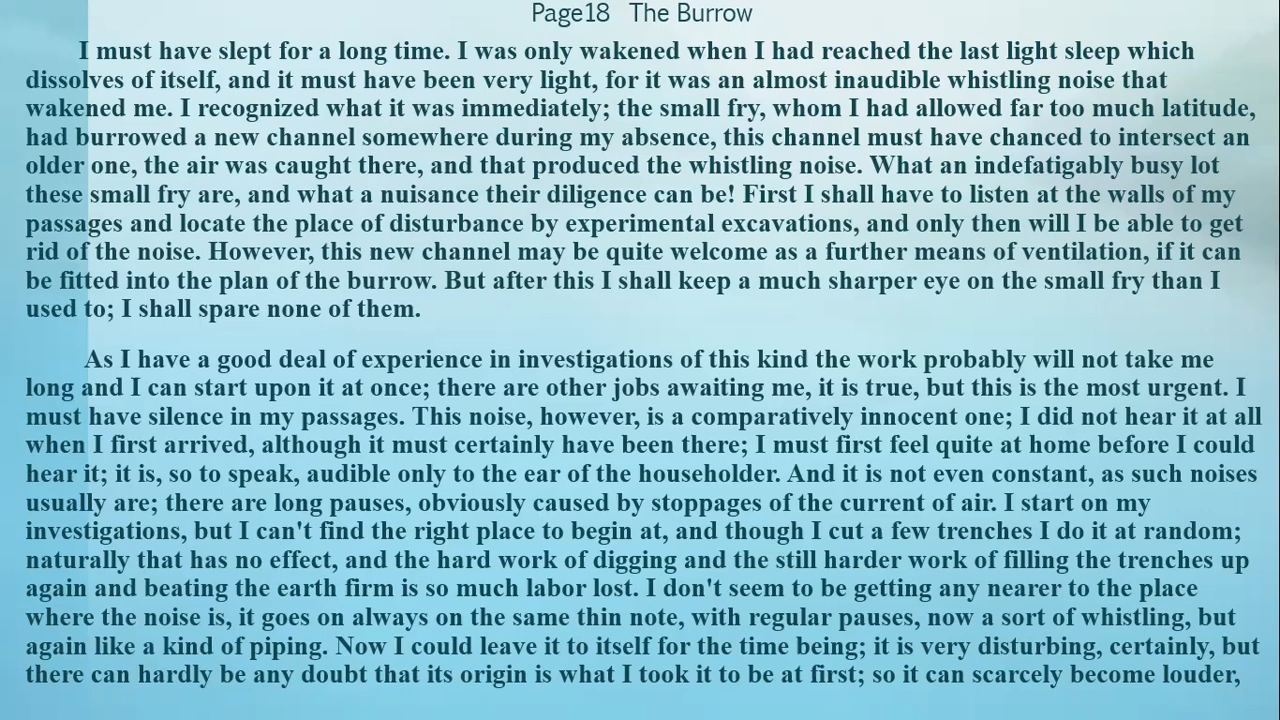 Page18 The Burrow
I must have slept for a long time. I was only wakened when I had reached the last light sleep which
dissolves of itself, and it must have been very light, for it was an almost inaudible whistling noise that
wakened me. I recognized what it was immediately; the small fry, whom I had allowed far too much latitude,
had burrowed a new channel somewhere during my absence, this channel must have chanced to intersect an
older one, the air was caught there, and that produced the whistling noise. What an indefatigably busy lot
these small fry are, and what a nuisance their diligence can be! First I shall have to listen at the walls of my
passages and locate the place of disturbance by experimental excavations, and only then will I be able to get
rid of the noise. However, this new channel may be quite welcome as a further means of ventilation, if it can
be fitted into the plan of the burrow. But after this I shall keep a much sharper eye on the small fry than I
used to; I shall spare none of them.
As I have a good deal of experience in investigations of this kind the work probably will not take me
long and I can start upon it at once; there are other jobs awaiting me, it is true, but this is the most urgent. I
must have silence in my passages. This noise, however, is a comparatively innocent one; I did not hear it at all
when I first arrived, although it must certainly have been there; I must first feel quite at home before I could
hear it; it is, so to speak, audible only to the ear of the householder. And it is not even constant, as such noises
usually are; there are long pauses, obviously caused by stoppages of the current of air. I start on my
investigations, but I can't find the right place to begin at, and though I cut a few trenches I do it at random;
naturally that has no effect, and the hard work of digging and the still harder work of filling the trenches up
again and beating the earth firm is so much labor lost. I don't seem to be getting any nearer to the place
where the noise is, it goes on always on the same thin note, with regular pauses, now a sort of whistling, but
again like a kind of piping. Now I could leave it to itself for the time being; it is very disturbing, certainly, but
there can hardly be any doubt that its origin is what I took it to be at first; so it can scarcely become louder,